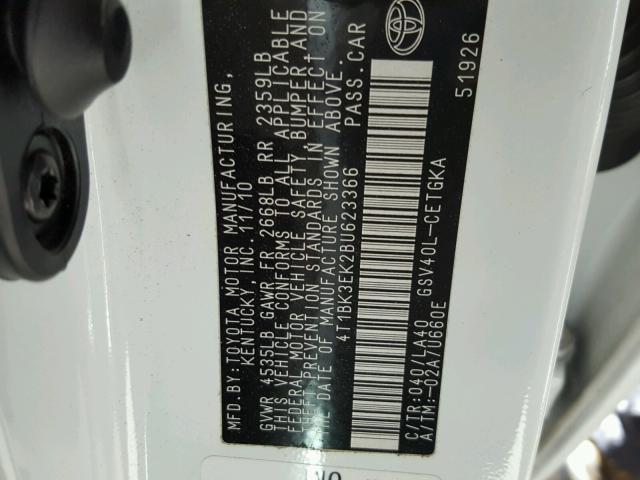 MFD.BY:TOYOTA MOTOR MANUFACTURING,
KENTUCKY, INC. 11/10
GVWR 4535LB GAWR FR 2668LB RR 2359LB
THIS VEHICLE CONFORMS TO ALL APPLICABLE
FEDERAL MOTOR VEHICLE SAFETY, BUMPER, AND
THEFT PREVENTION STANDARDS IN EFFECT ON
THE DATE OF MANUFACTURE SHOWN ABOVE.
4T1BK3EK2BU623366 PASS.CAR
C/TR:040/LA40 GSV40L-CETGKA
A/TM:-02A/U660E
51926